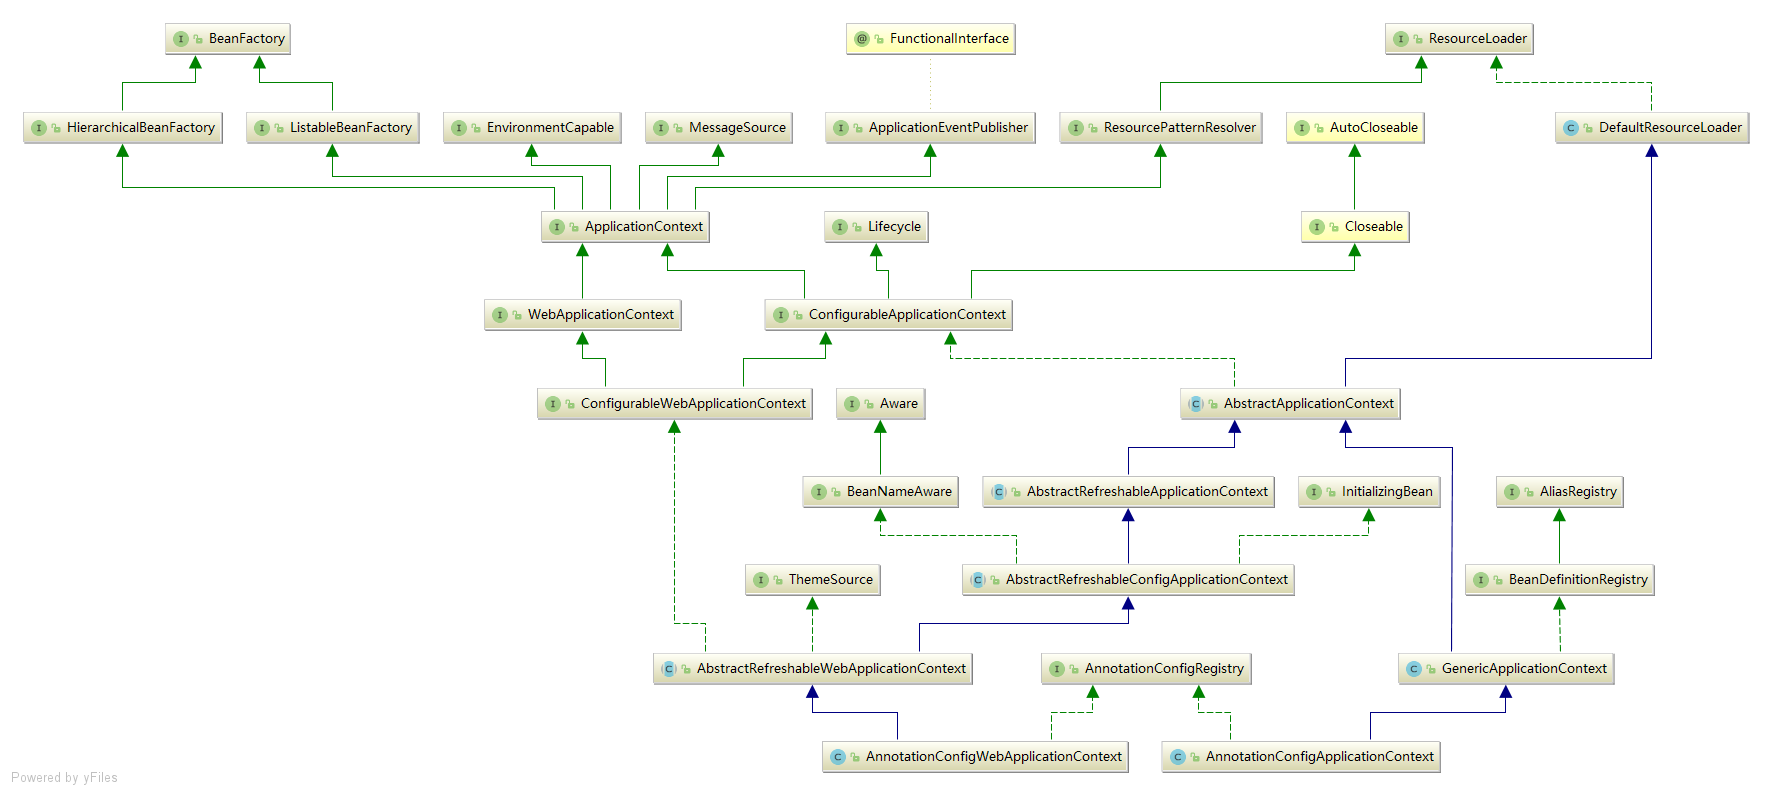 BeanFactory
FunctionalInterface
ResourceLoader
HierarchicalBeanFactory
ListableBeanFactory
EnvironmentCapable
MessageSource
ApplicationEventPublisher
ResourcePatternResolver
AutoCloseable
DefaultResourceLoader
ApplicationContext
Lifecycle
Closeable
WebApplicationContext
ConfigurableApplicationContext
ConfigurableWebApplicationContext
Aware
AbstractApplicationContext
BeanNameAware
AbstractRefreshableApplicationContext
InitializingBean
AliasRegistry
ThemeSource
AbstractRefreshableConfigApplicationContext
BeanDefinitionRegistry
AbstractRefreshableWebApplicationContext
AnnotationConfigRegistry
GenericApplicationContext
AnnotationConfigWebApplicationContext
AnnotationConfigApplicationContext
Powered by yFiles